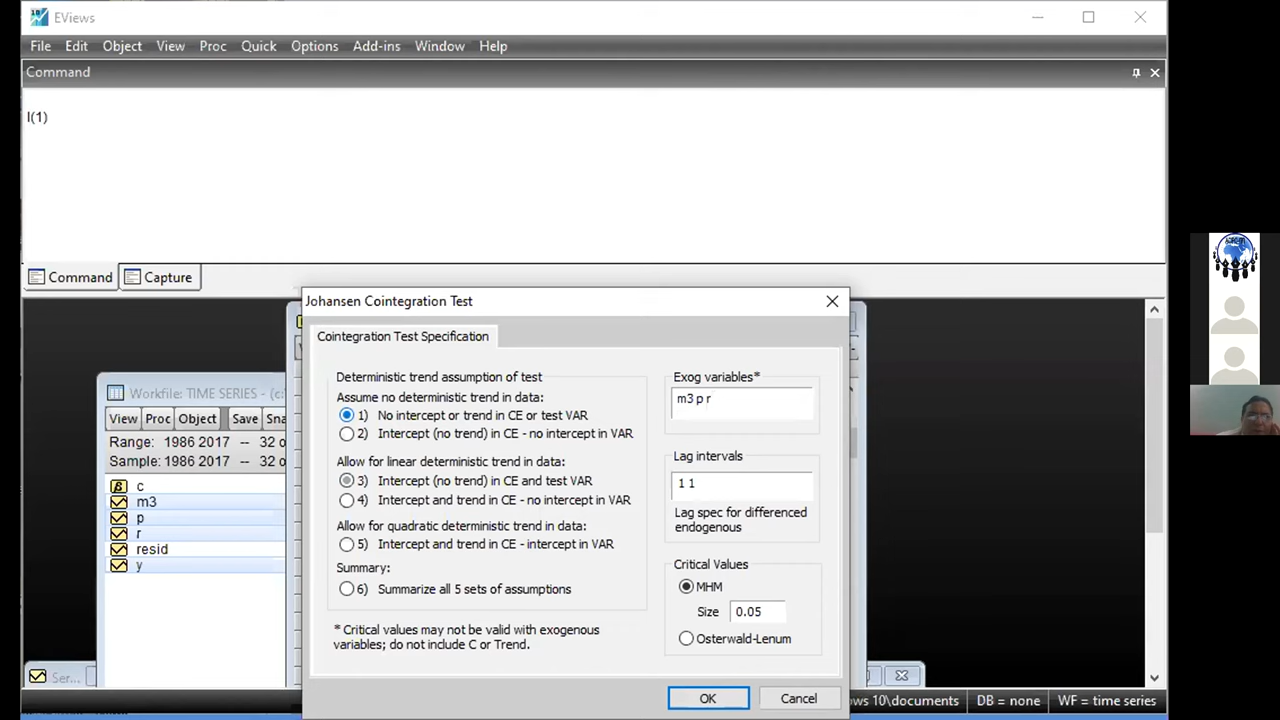 EViews
File Edit Object View Proc Quick Options Add-ins Window Help
Command
I(1)
Command Capture
Johansen Cointegration Test
Cointegration Test Specification
Deterministic trend assumption of test
Assume no deterministic trend in data:
1) No intercept or trend in CE or test VAR
2) Intercept (no trend) in CE - no intercept in VAR
Allow for linear deterministic trend in data:
3) Intercept (no trend) in CE and test VAR
4) Intercept and trend in CE - no intercept in VAR
Allow for quadratic deterministic trend in data:
5) Intercept and trend in CE - intercept in VAR
Summary:
6) Summarize all 5 sets of assumptions
* Critical values may not be valid with exogenous
variables; do not include C or Trend.
Exog variables*
m3 p r
Lag intervals
1 1
Lag spec for differenced
endogenous
Critical Values
MHM
Size 0.05
Osterwald-Lenum
OK Cancel
Workfile: TIME SERIES - (c:
View Proc Object Save Sna
Range: 1986 2017 -- 32 o
Sample: 1986 2017 -- 32 o
c
m3
p
r
resid
y
Ser...
ws 10\documents DB = none WF = time series